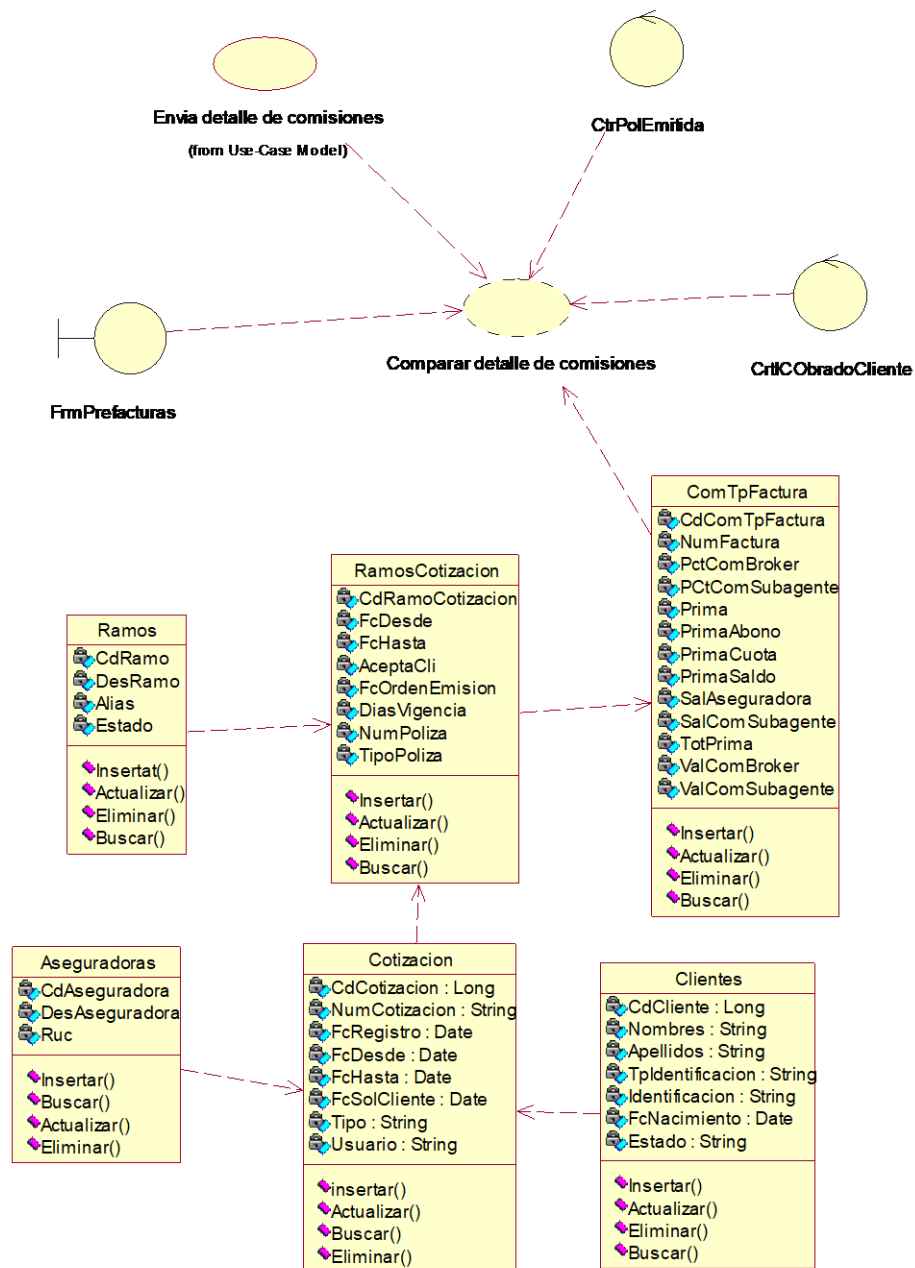 Envia detalle de comisiones
(from Use-Case Model)
CtrPolEmitida
Comparar detalle de comisiones
CrtlCObradoCliente
FrmPrefacturas
ComTpFactura
CdComTpFactura
NumFactura
PctComBroker
PCtComSubagente
Prima
PrimaAbono
PrimaCuota
PrimaSaldo
SalAseguradora
SalComSubagente
TotPrima
ValComBroker
ValComSubagente
Insertar()
Actualizar()
Eliminar()
Buscar()
RamosCotizacion
CdRamoCotizacion
FcDesde
FcHasta
AceptaCli
FcOrdenEmision
DiasVigencia
NumPoliza
TipoPoliza
Insertar()
Actualizar()
Eliminar()
Buscar()
Ramos
CdRamo
DesRamo
Alias
Estado
Insertat()
Actualizar()
Eliminar()
Buscar()
Aseguradoras
CdAseguradora
DesAseguradora
Ruc
Insertar()
Buscar()
Actualizar()
Eliminar()
Cotizacion
CdCotizacion : Long
NumCotizacion : String
FcRegistro : Date
FcDesde : Date
FcHasta : Date
FcSolCliente : Date
Tipo : String
Usuario : String
insertar()
Actualizar()
Buscar()
Eliminar()
Clientes
CdCliente : Long
Nombres : String
Apellidos : String
TpIdentificacion : String
Identificacion : String
FcNacimiento : Date
Estado : String
Insertar()
Actualizar()
Eliminar()
Buscar()